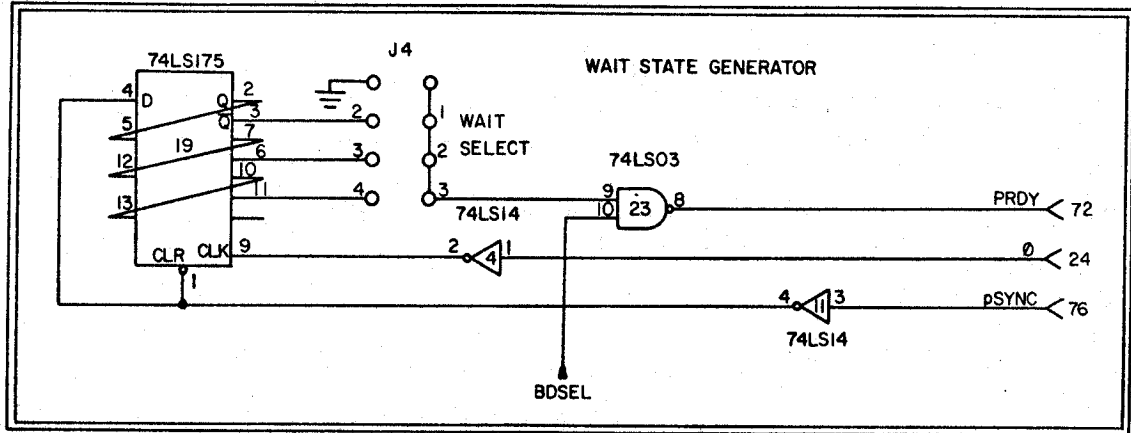 J4
74LS175
WAIT STATE GENERATOR
4 D Q 2
Q 3 2 1 WAIT
5 7
19 6 3 2 SELECT
12 10
11 4 3
13
74LS03
9
10 23 8 PRDY 72
74LS14
CLR CLK 9 2 4 1 Ø 24
1
4 11 3 pSYNC 76
74LS14
BDSEL